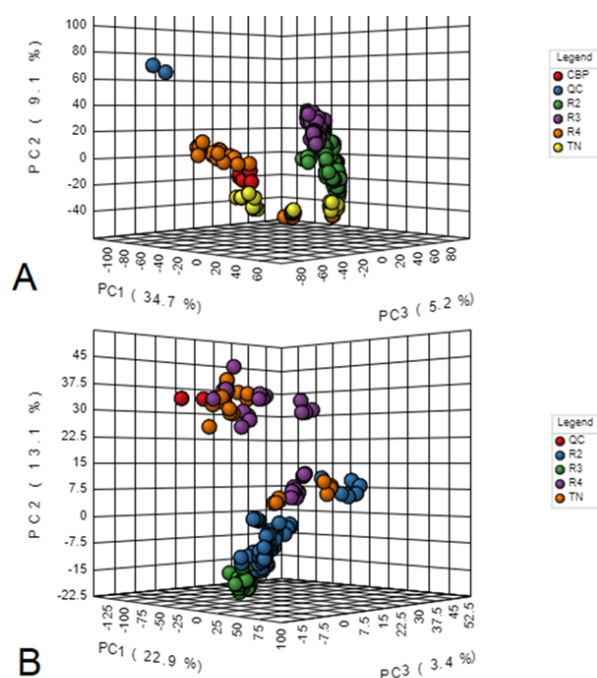 100
80
60
40
20
0
-20
-40
PC2 ( 9.1 %)
-100
-80
-60
-40
-20
0
20
40
60
PC1 ( 34.7 %)
-80
-60
-40
-20
0
20
40
60
80
PC3 ( 5.2 %)
Legend
CBP
QC
R2
R3
R4
TN
A
45
37.5
30
22.5
15
7.5
0
-7.5
-15
-22.5
PC2 ( 13.1 %)
-125
-100
-75
-50
-25
0
25
50
75
100
PC1 ( 22.9 %)
-15
-7.5
0
7.5
15
22.5
30
37.5
45
52.5
PC3 ( 3.4 %)
Legend
QC
R2
R3
R4
TN
B